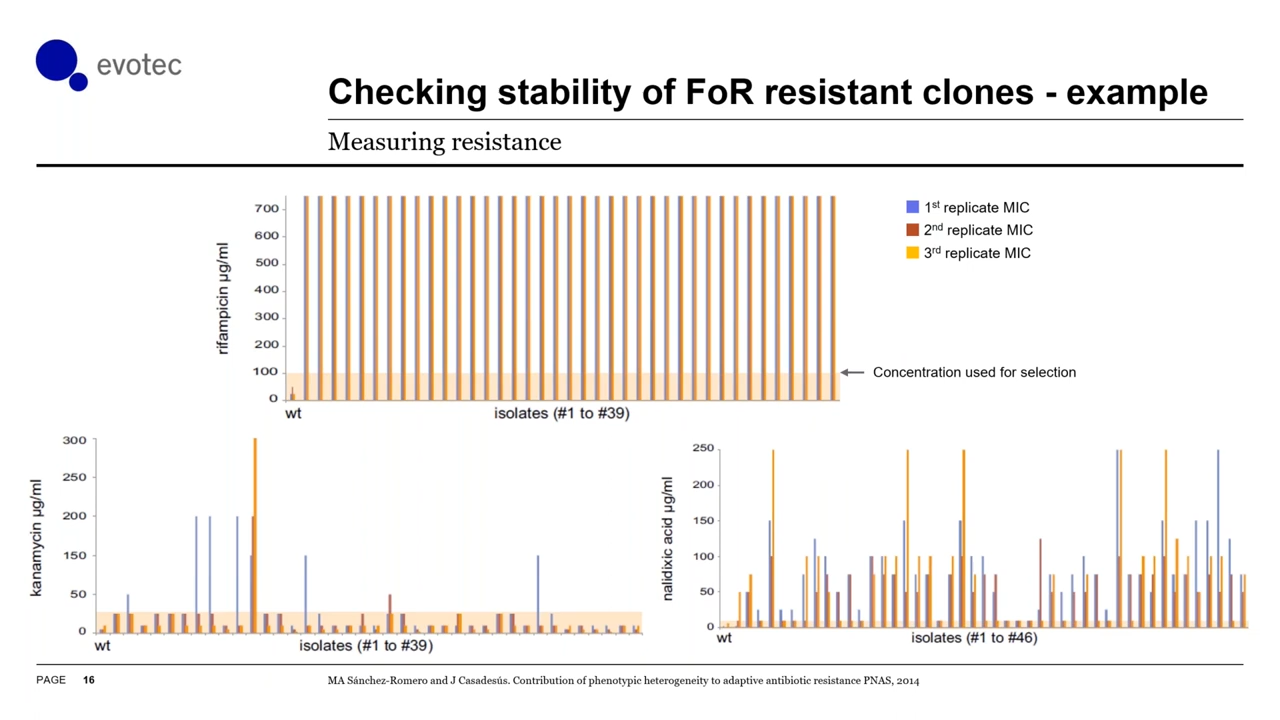 evotec
Checking stability of FoR resistant clones - example
Measuring resistance
700
600
500
400
300
200
100
0
rifampicin µg/ml
wt
isolates (#1 to #39)
1st replicate MIC
2nd replicate MIC
3rd replicate MIC
Concentration used for selection
300
250
200
150
50
0
kanamycin µg/ml
wt
isolates (#1 to #39)
250
200
150
100
50
0
nalidixic acid µg/ml
wt
isolates (#1 to #46)
PAGE 16
MA Sánchez-Romero and J Casadesús. Contribution of phenotypic heterogeneity to adaptive antibiotic resistance PNAS, 2014